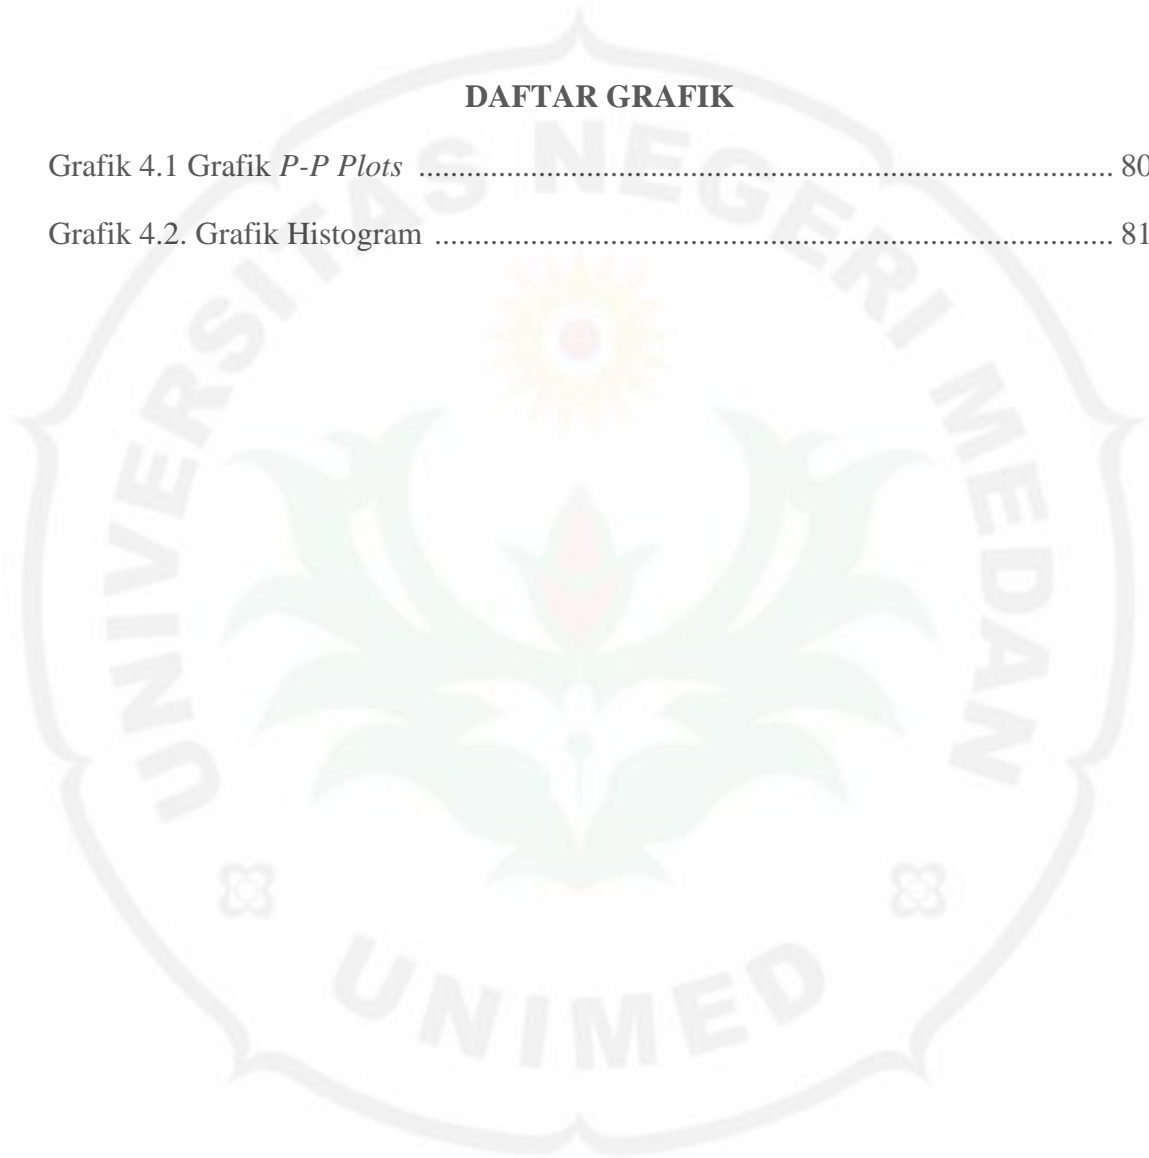 DAFTAR GRAFIK
Grafik 4.1 Grafik P-P Plots ..................................................................................... 80
Grafik 4.2. Grafik Histogram ................................................................................... 81
UNIVERSITAS NEGERI MEDAN
UNIMED